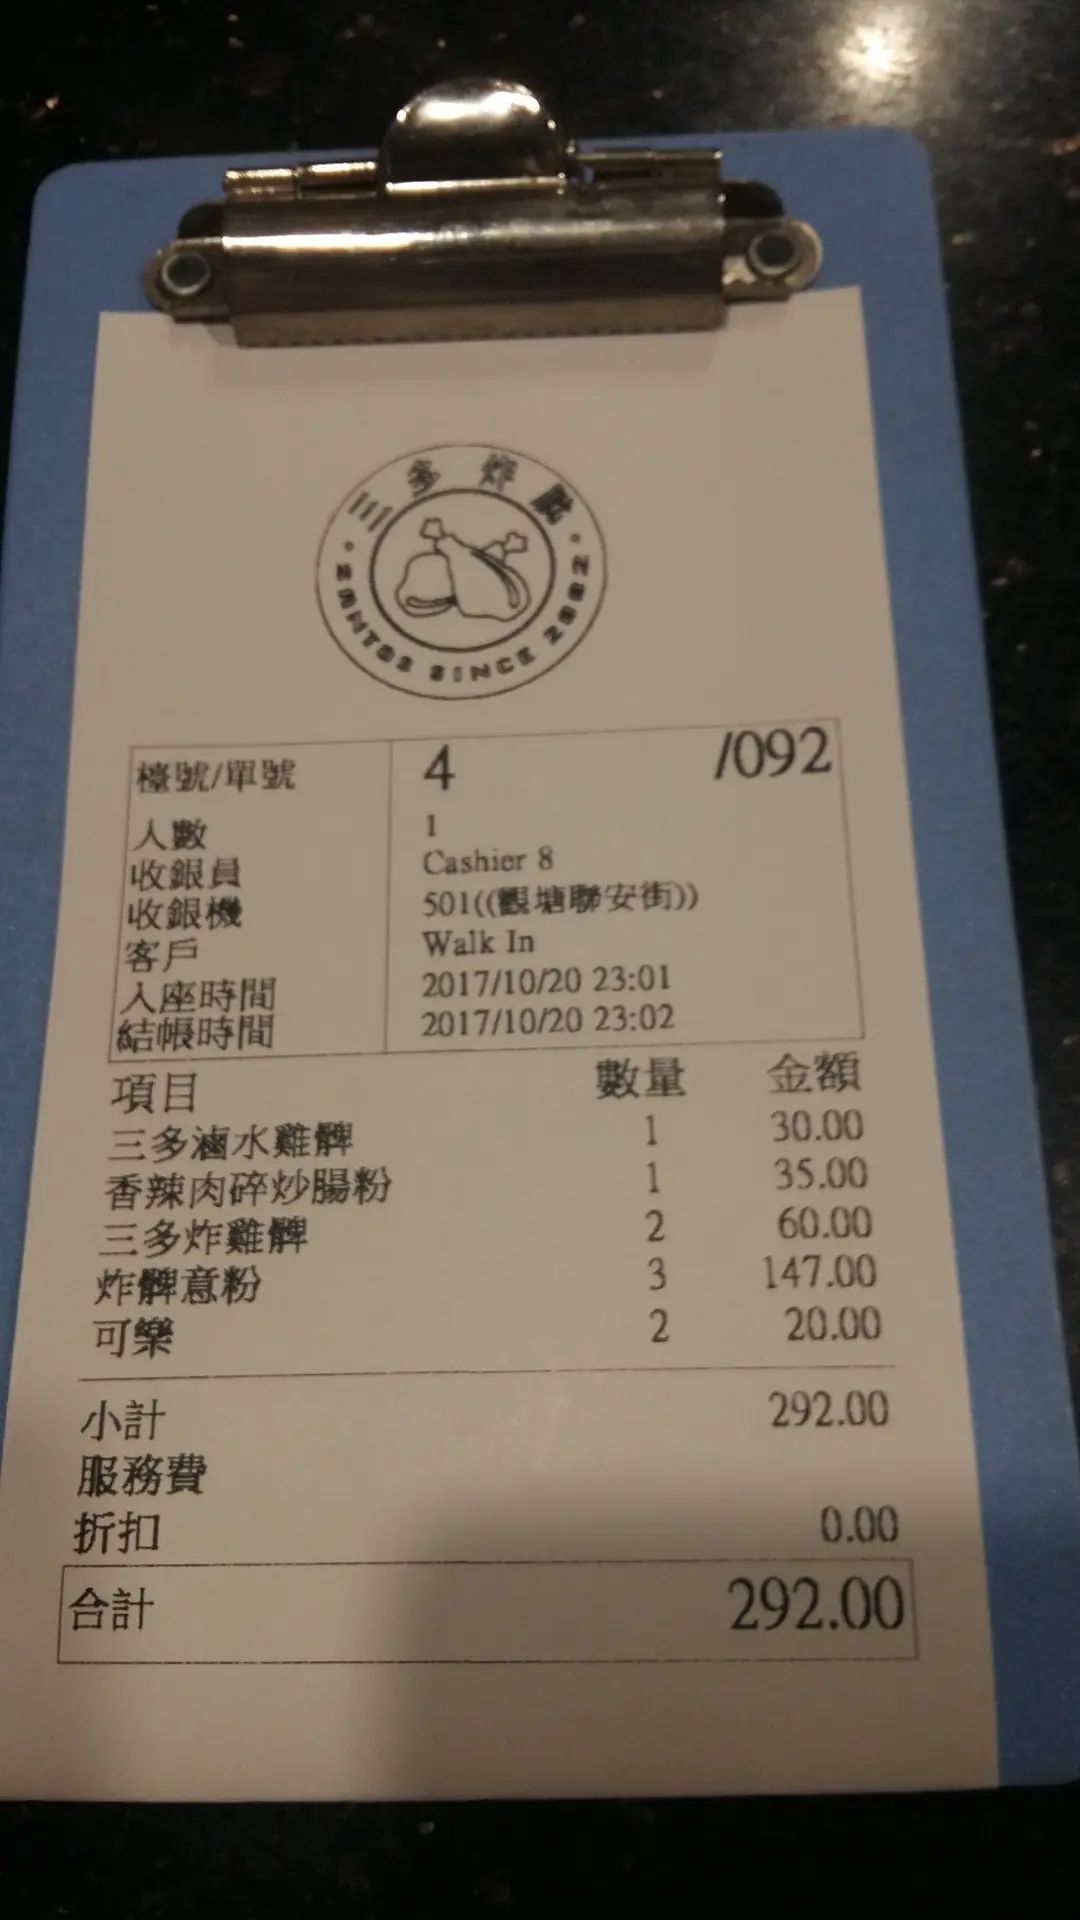 三多炸髀
SANTOS SINCE 2002
檯號/單號 4 /092
人數 1
收銀員 Cashier 8
收銀機 501((觀塘聯安街))
客戶 Walk In
入座時間 2017/10/20 23:01
結帳時間 2017/10/20 23:02
項目 數量 金額
三多滷水雞髀 1 30.00
香辣肉碎炒腸粉 1 35.00
三多炸雞髀 2 60.00
炸髀意粉 3 147.00
可樂 2 20.00
小計 292.00
服務費
折扣 0.00
合計 292.00